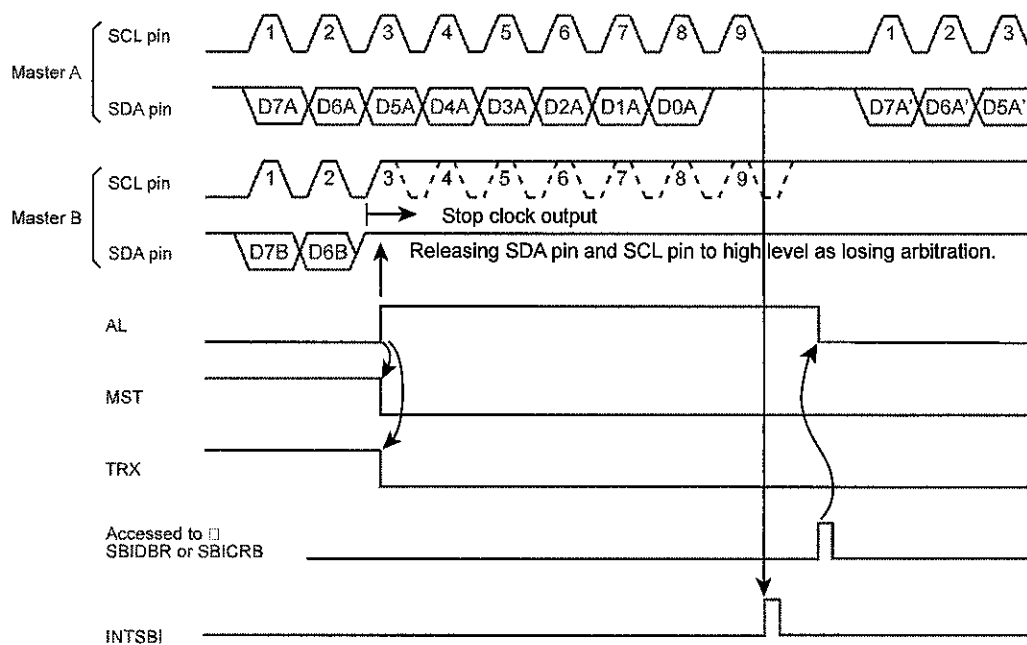 SCL pin
1 2 3 4 5 6 7 8 9 1 2 3
Master A
SDA pin
D7A D6A D5A D4A D3A D2A D1A D0A D7A' D6A' D5A'
SCL pin
1 2 3 4 5 6 7 8 9
Stop clock output
Master B
SDA pin
D7B D6B
Releasing SDA pin and SCL pin to high level as losing arbitration.
AL
MST
TRX
Accessed to □
SBIDBR or SBICRB
INTSBI